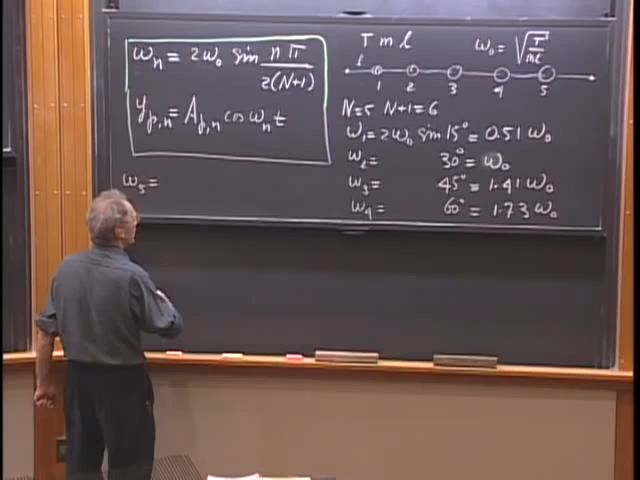 ωₙ = 2ω₀ sin nπ / 2(N+1)
y_p,n = A_p,n cos ωₙt
ω₅ =
T m l ω₀ = √(T/ml)
l
1 2 3 4 5
N=5 N+1=6
ω₁ = 2ω₀ sin 15° = 0.51 ω₀
ω₂ = 30° = ω₀
ω₃ = 45° = 1.41 ω₀
ω₄ = 60° = 1.73 ω₀